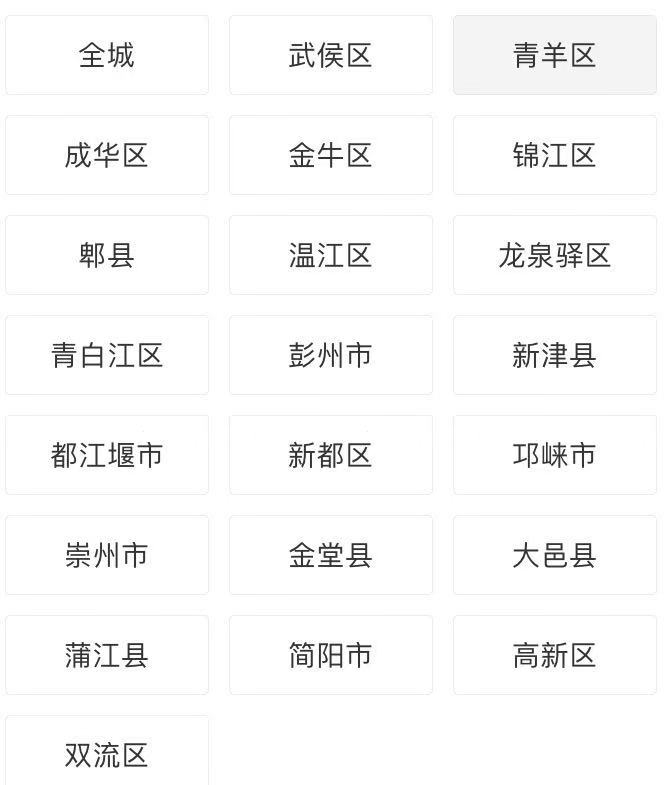 全城
武侯区
青羊区
成华区
金牛区
锦江区
郫县
温江区
龙泉驿区
青白江区
彭州市
新津县
都江堰市
新都区
邛崃市
崇州市
金堂县
大邑县
蒲江县
简阳市
高新区
双流区